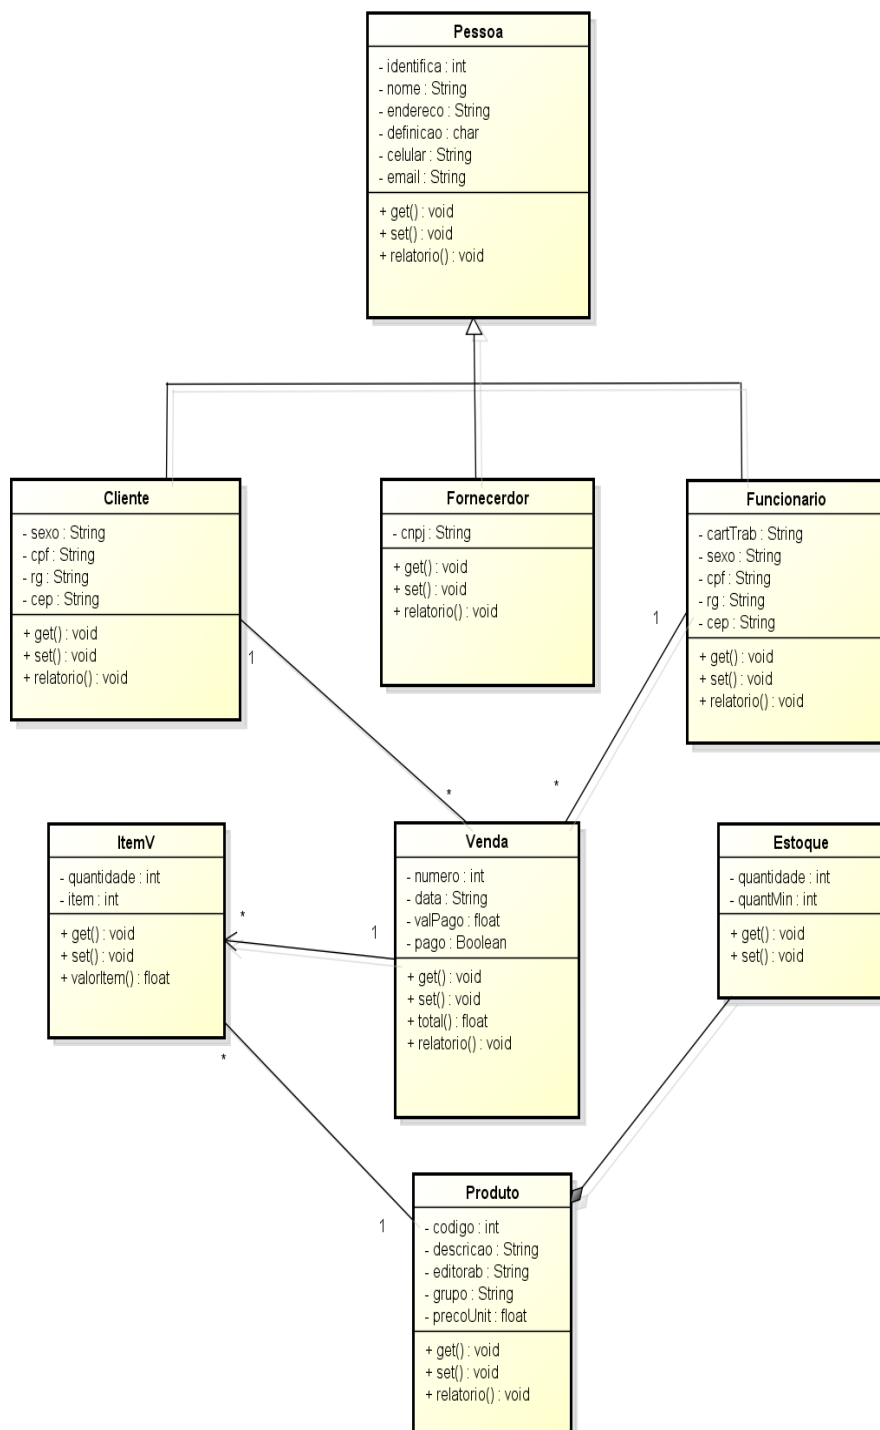 Pessoa
- identifica : int
- nome : String
- endereco : String
- definicao : char
- celular : String
- email : String
+ get() : void
+ set() : void
+ relatorio() : void
Cliente
- sexo : String
- cpf : String
- rg : String
- cep : String
+ get() : void
+ set() : void
+ relatorio() : void
1
*
Fornecerdor
- cnpj : String
+ get() : void
+ set() : void
+ relatorio() : void
Funcionario
- cartTrab : String
- sexo : String
- cpf : String
- rg : String
- cep : String
+ get() : void
+ set() : void
+ relatorio() : void
1
*
ItemV
- quantidade : int
- item : int
+ get() : void
+ set() : void
+ valorItem() : float
*
1
Venda
- numero : int
- data : String
- valPago : float
- pago : Boolean
+ get() : void
+ set() : void
+ total() : float
+ relatorio() : void
Estoque
- quantidade : int
- quantMin : int
+ get() : void
+ set() : void
*
1
Produto
- codigo : int
- descricao : String
- editorab : String
- grupo : String
- precoUnit : float
+ get() : void
+ set() : void
+ relatorio() : void